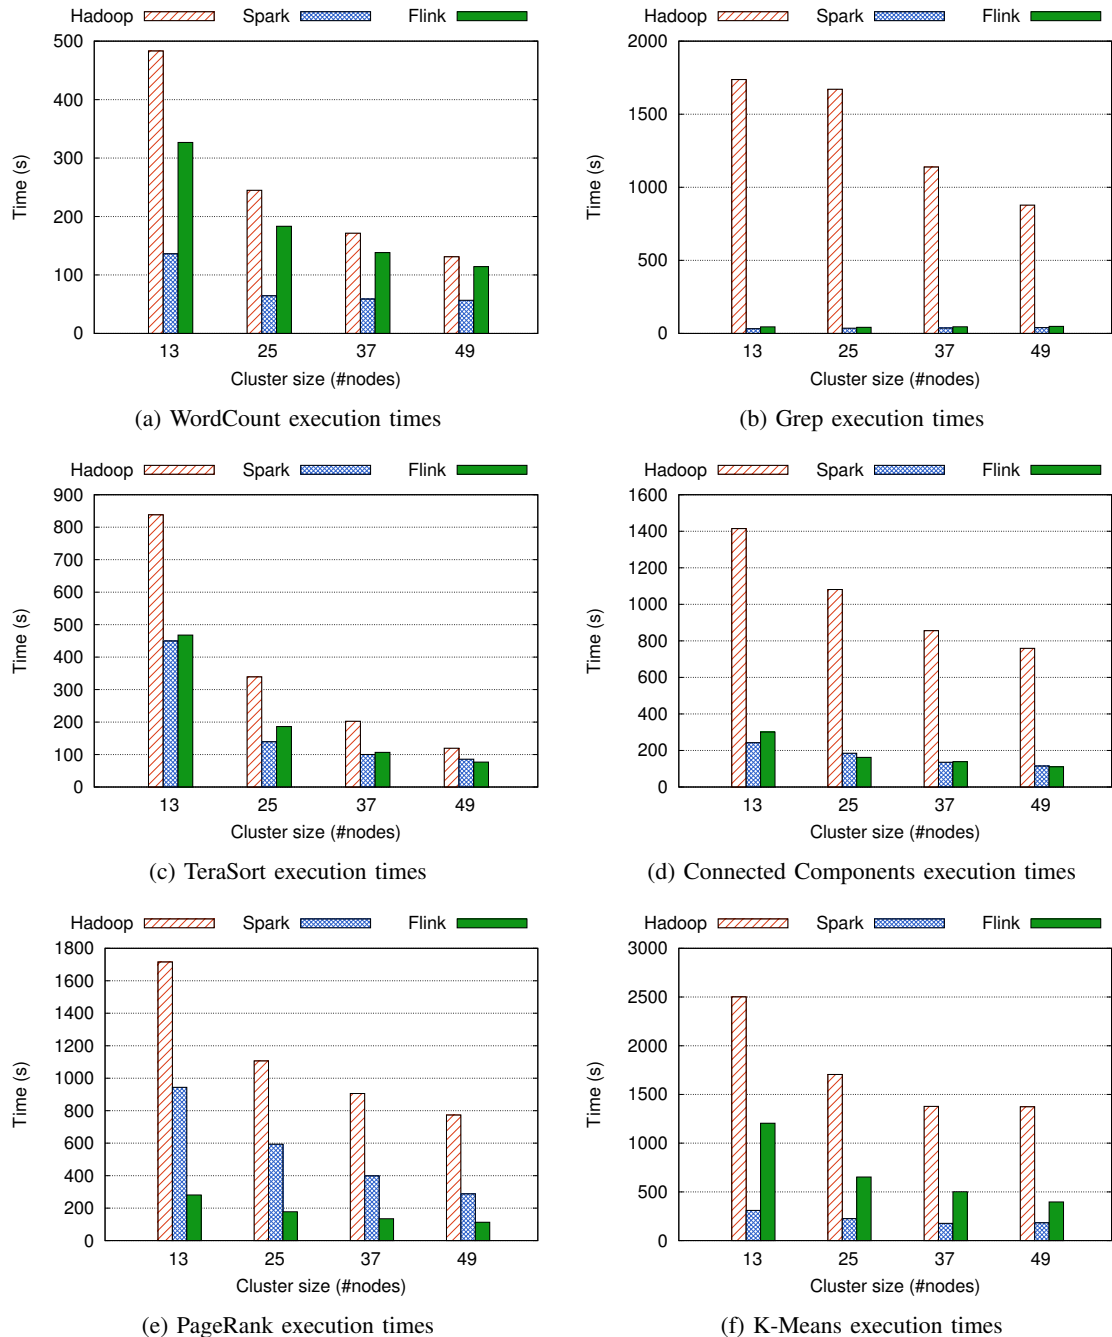 Hadoop Spark Flink
500
400
300
200
100
0
Time (s)
13 25 37 49
Cluster size (#nodes)
(a) WordCount execution times
Hadoop Spark Flink
2000
1500
1000
500
0
Time (s)
13 25 37 49
Cluster size (#nodes)
(b) Grep execution times
Hadoop Spark Flink
900
800
700
600
500
400
300
200
100
0
Time (s)
13 25 37 49
Cluster size (#nodes)
(c) TeraSort execution times
Hadoop Spark Flink
1600
1400
1200
1000
800
600
400
200
0
Time (s)
13 25 37 49
Cluster size (#nodes)
(d) Connected Components execution times
Hadoop Spark Flink
1800
1600
1400
1200
1000
800
600
400
200
0
Time (s)
13 25 37 49
Cluster size (#nodes)
(e) PageRank execution times
Hadoop Spark Flink
3000
2500
2000
1500
1000
500
0
Time (s)
13 25 37 49
Cluster size (#nodes)
(f) K-Means execution times